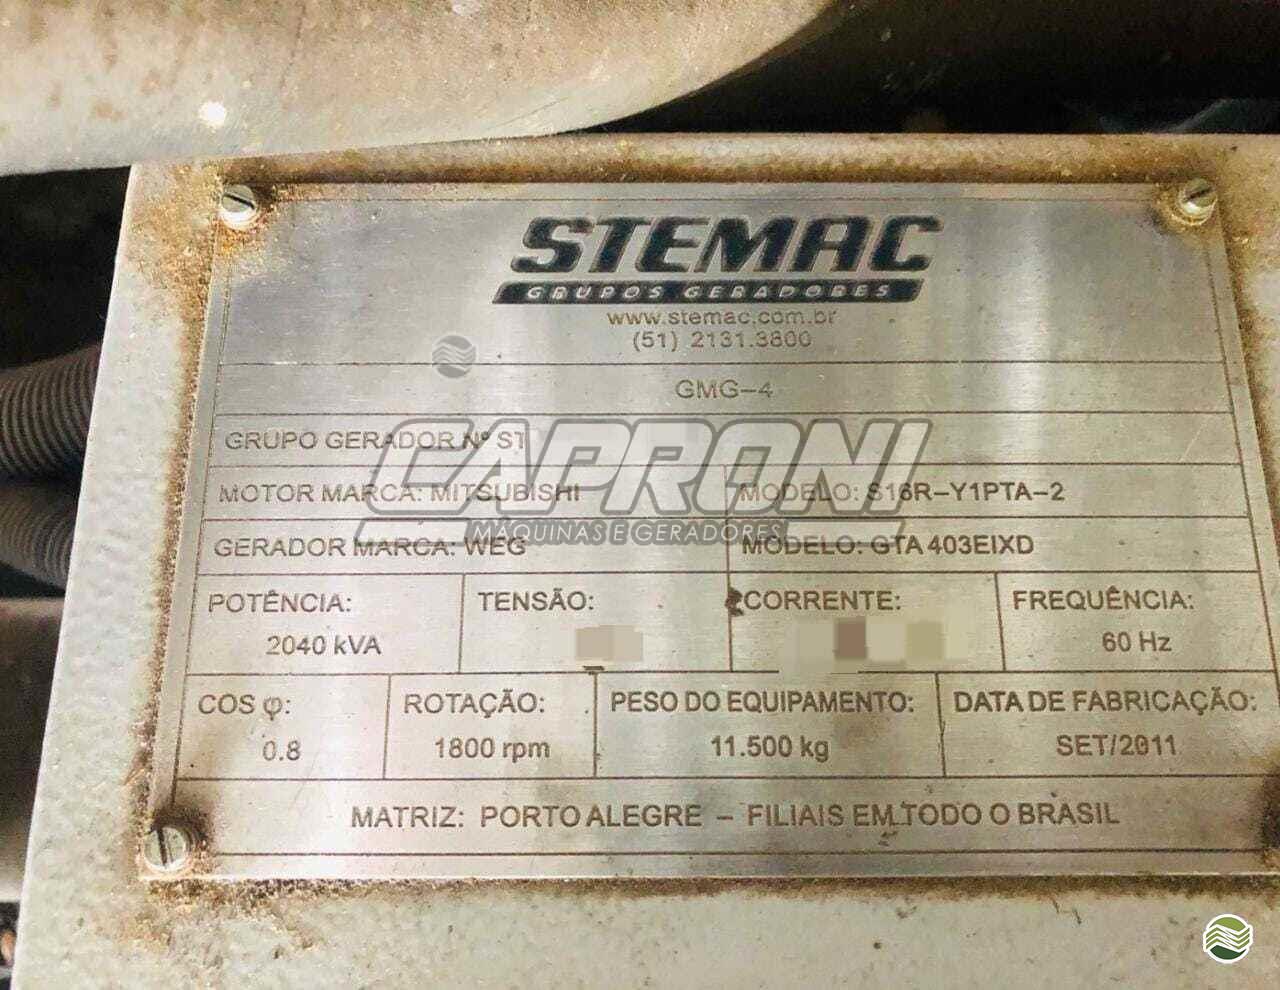 STEMAC
GRUPOS GERADORES
www.stemac.com.br
(51) 2131.3800
GMG-4
GRUPO GERADOR Nº ST
CAPRONI
MÁQUINAS E GERADORES
MOTOR MARCA: MITSUBISHI MODELO: S16R-Y1PTA-2
GERADOR MARCA: WEG MODELO: GTA 403EIXD
POTÊNCIA: TENSÃO: CORRENTE: FREQUÊNCIA:
2040 kVA 60 Hz
COS φ: ROTAÇÃO: PESO DO EQUIPAMENTO: DATA DE FABRICAÇÃO:
0.8 1800 rpm 11.500 kg SET/2011
MATRIZ: PORTO ALEGRE – FILIAIS EM TODO O BRASIL